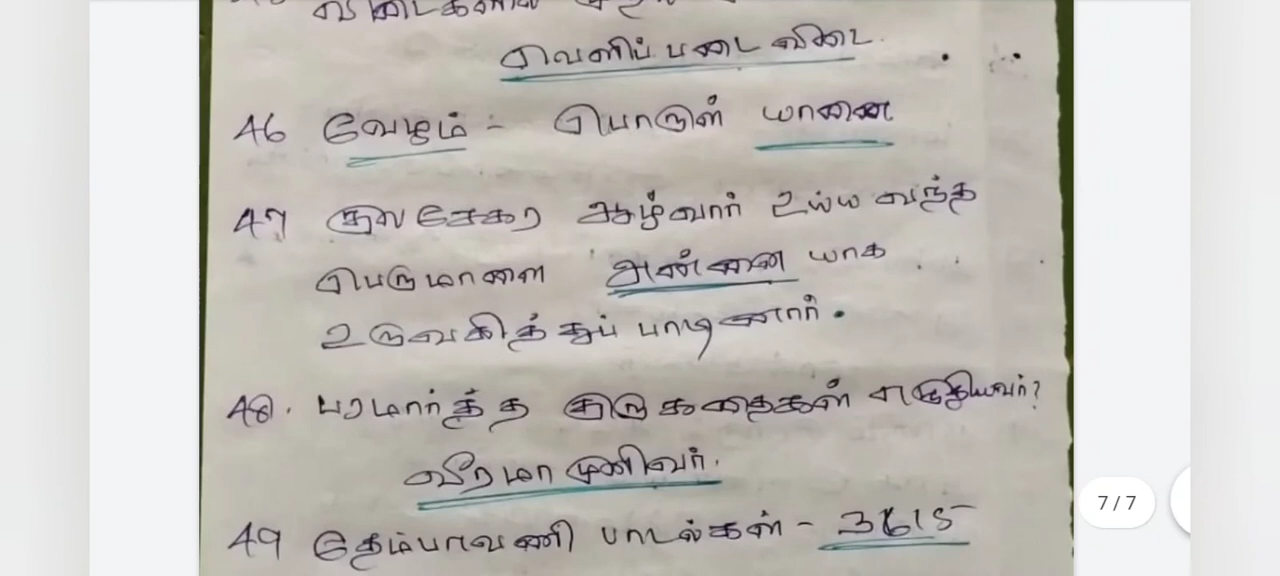 விடைகளில்
வெளிப்படை விடை.
46 வேழம் - பொருள் யானை
47 குலசேகர ஆழ்வார் உய்ய வந்த
பெருமாளை அன்னை யாக
உருவகித்துப் பாடினார்.
48. பரமார்த்த குரு கதைகள் எழுதியவர்?
வீரமா முனிவர்.
49 தேம்பாவணி பாடல்கள் - 3615
7/7